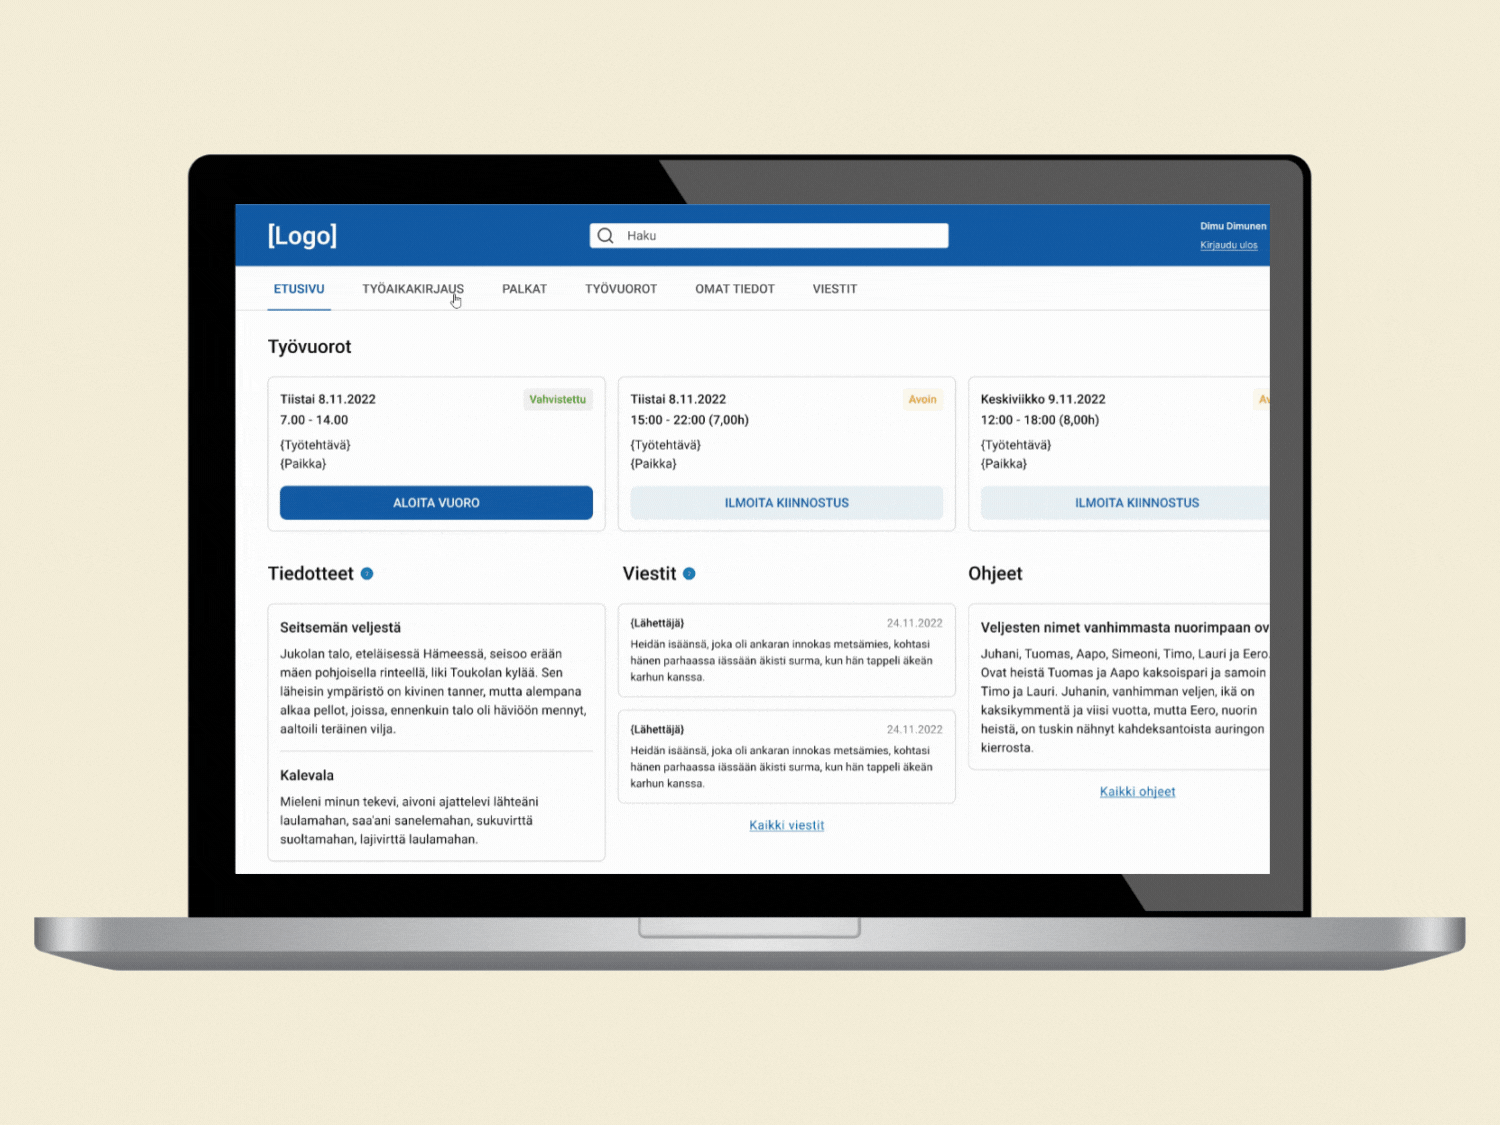 [Logo]
Haku
Dimu Dimunen
Kirjaudu ulos
ETUSIVU
TYÖAIKAKIRJAUS
PALKAT
TYÖVUOROT
OMAT TIEDOT
VIESTIT
Työvuorot
Tiistai 8.11.2022
Vahvistettu
7.00 - 14.00
{Työtehtävä}
{Paikka}
ALOITA VUORO
Tiistai 8.11.2022
Avoin
15:00 - 22:00 (7,00h)
{Työtehtävä}
{Paikka}
ILMOITA KIINNOSTUS
Keskiviikko 9.11.2022
Av
12:00 - 18:00 (8,00h)
{Työtehtävä}
{Paikka}
ILMOITA KIINNOSTUS
Tiedotteet
Seitsemän veljestä
Jukolan talo, eteläisessä Hämeessä, seisoo erään
mäen pohjoisella rinteellä, liki Toukolan kylää. Sen
läheisin ympäristö on kivinen tanner, mutta alempana
alkaa pellot, joissa, ennenkuin talo oli häviöön mennyt,
aaltoili teräinen vilja.
Kalevala
Mieleni minun tekevi, aivoni ajattelevi lähteäni
laulamahan, saa'ani sanelemahan, sukuvirttä
suoltamahan, lajivirttä laulamahan.
Viestit
{Lähettäjä}
24.11.2022
Heidän isäänsä, joka oli ankaran innokas metsämies, kohtasi
hänen parhaassa iässään äkisti surma, kun hän tappeli äkeän
karhun kanssa.
{Lähettäjä}
24.11.2022
Heidän isäänsä, joka oli ankaran innokas metsämies, kohtasi
hänen parhaassa iässään äkisti surma, kun hän tappeli äkeän
karhun kanssa.
Kaikki viestit
Ohjeet
Veljesten nimet vanhimmasta nuorimpaan ov
Juhani, Tuomas, Aapo, Simeoni, Timo, Lauri ja Eero.
Ovat heistä Tuomas ja Aapo kaksoispari ja samoin
Timo ja Lauri. Juhanin, vanhimman veljen, ikä on
kaksikymmentä ja viisi vuotta, mutta Eero, nuorin
heistä, on tuskin nähnyt kahdeksantoista auringon
kierrosta.
Kaikki ohjeet